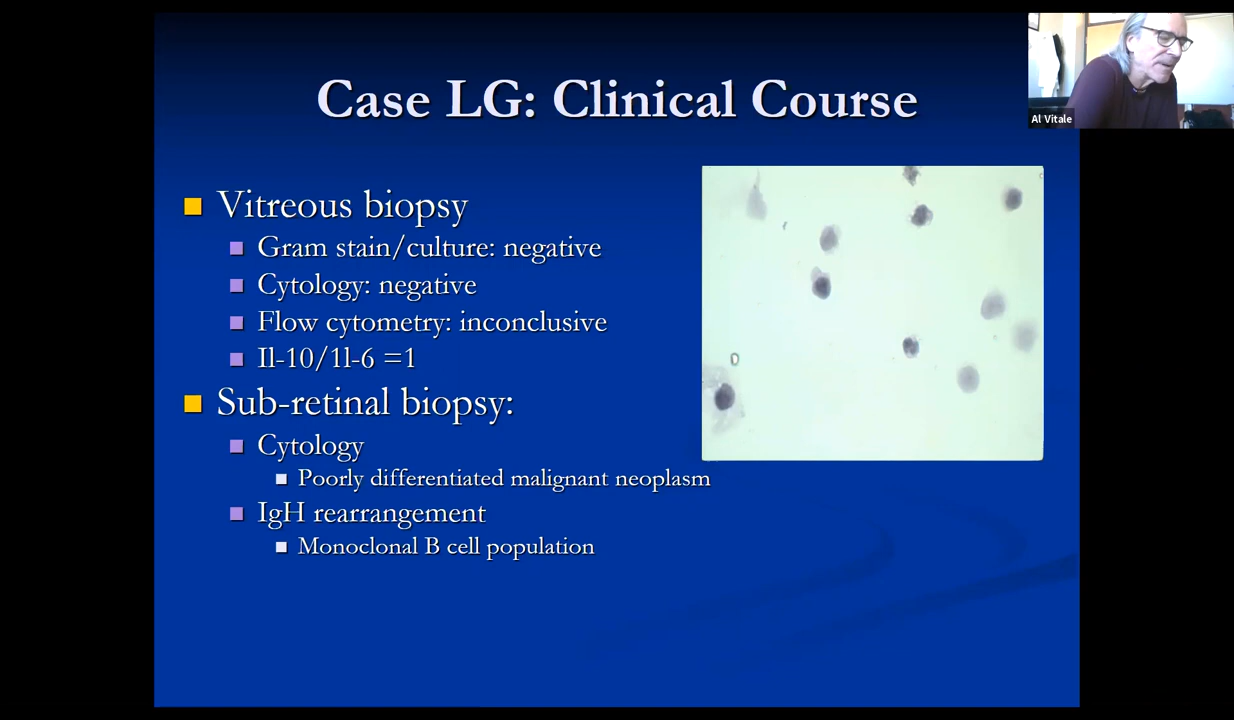 Case LG: Clinical Course
Al Vitale
Vitreous biopsy
Gram stain/culture: negative
Cytology: negative
Flow cytometry: inconclusive
Il-10/1l-6 =1
Sub-retinal biopsy:
Cytology
Poorly differentiated malignant neoplasm
IgH rearrangement
Monoclonal B cell population